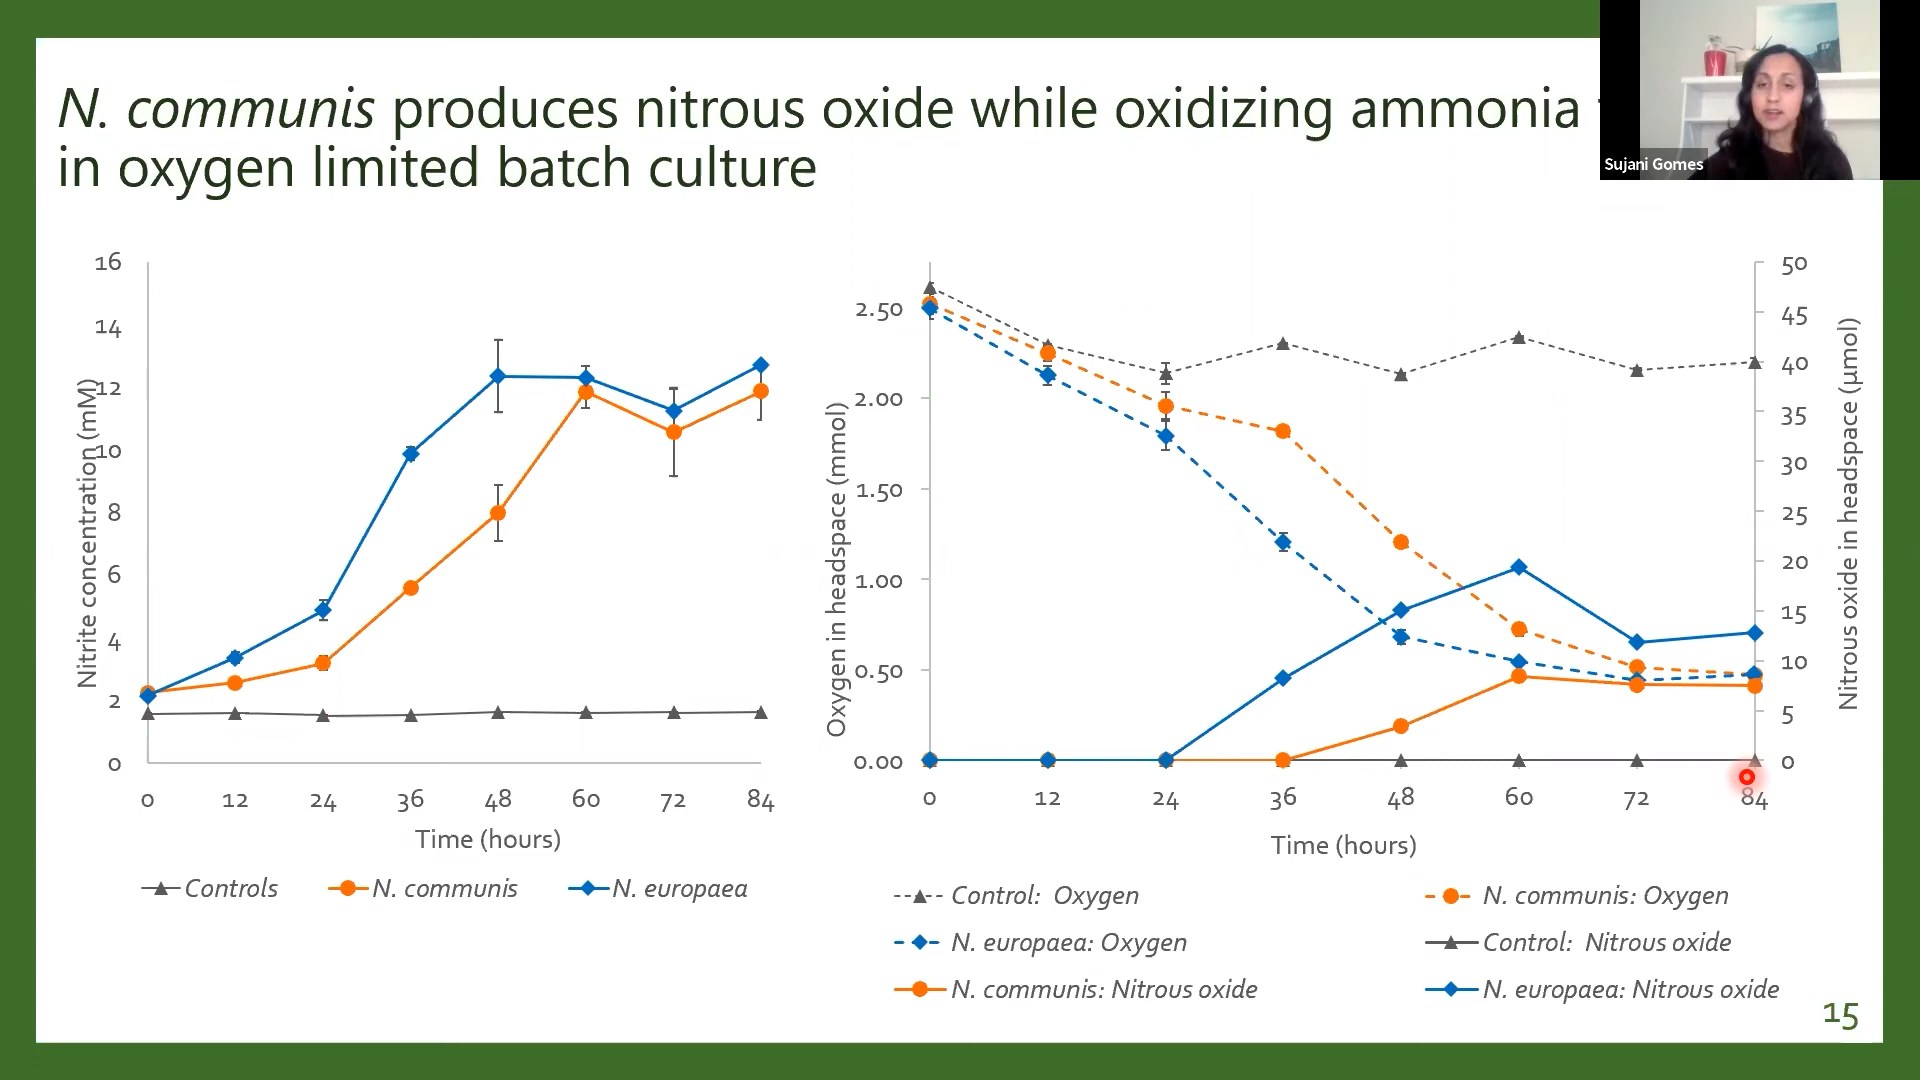 N. communis produces nitrous oxide while oxidizing ammonia
in oxygen limited batch culture
Sujani Gomes
16
14
12
10
8
6
4
2
0
Nitrite concentration (mM)
0 12 24 36 48 60 72 84
Time (hours)
Controls N. communis N. europaea
2.50
2.00
1.50
1.00
0.50
0.00
Oxygen in headspace (mmol)
50
45
40
35
30
25
20
15
10
5
0
Nitrous oxide in headspace (µmol)
0 12 24 36 48 60 72 84
Time (hours)
Control: Oxygen N. communis: Oxygen
N. europaea: Oxygen Control: Nitrous oxide
N. communis: Nitrous oxide N. europaea: Nitrous oxide
15